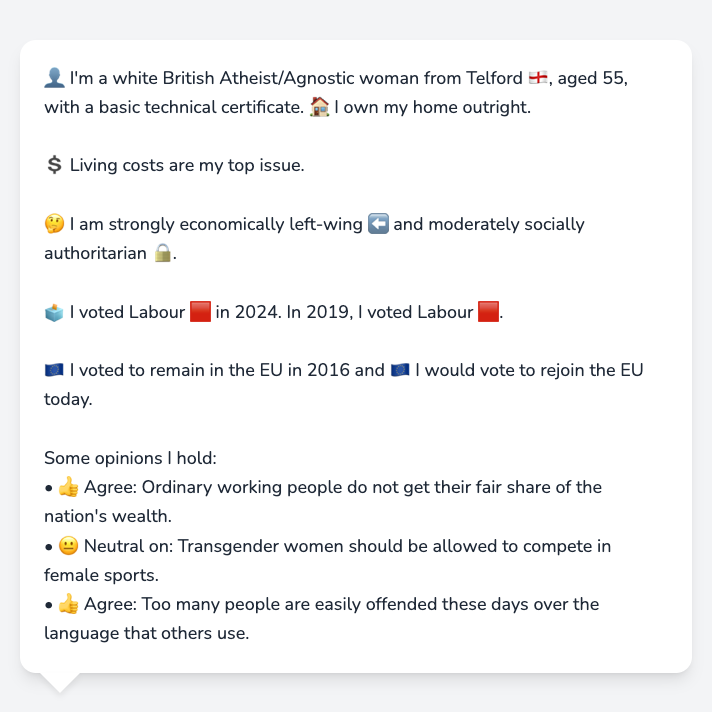 👤 I'm a white British Atheist/Agnostic woman from Telford 🏴󠁧󠁢󠁥󠁮󠁧󠁿, aged 55,
with a basic technical certificate. 🏠 I own my home outright.
💲 Living costs are my top issue.
🤔 I am strongly economically left-wing ⬅️ and moderately socially
authoritarian 🔒.
🗳️ I voted Labour 🟥 in 2024. In 2019, I voted Labour 🟥.
🇪🇺 I voted to remain in the EU in 2016 and 🇪🇺 I would vote to rejoin the EU
today.
Some opinions I hold:
• 👍 Agree: Ordinary working people do not get their fair share of the
nation's wealth.
• 😐 Neutral on: Transgender women should be allowed to compete in
female sports.
• 👍 Agree: Too many people are easily offended these days over the
language that others use.